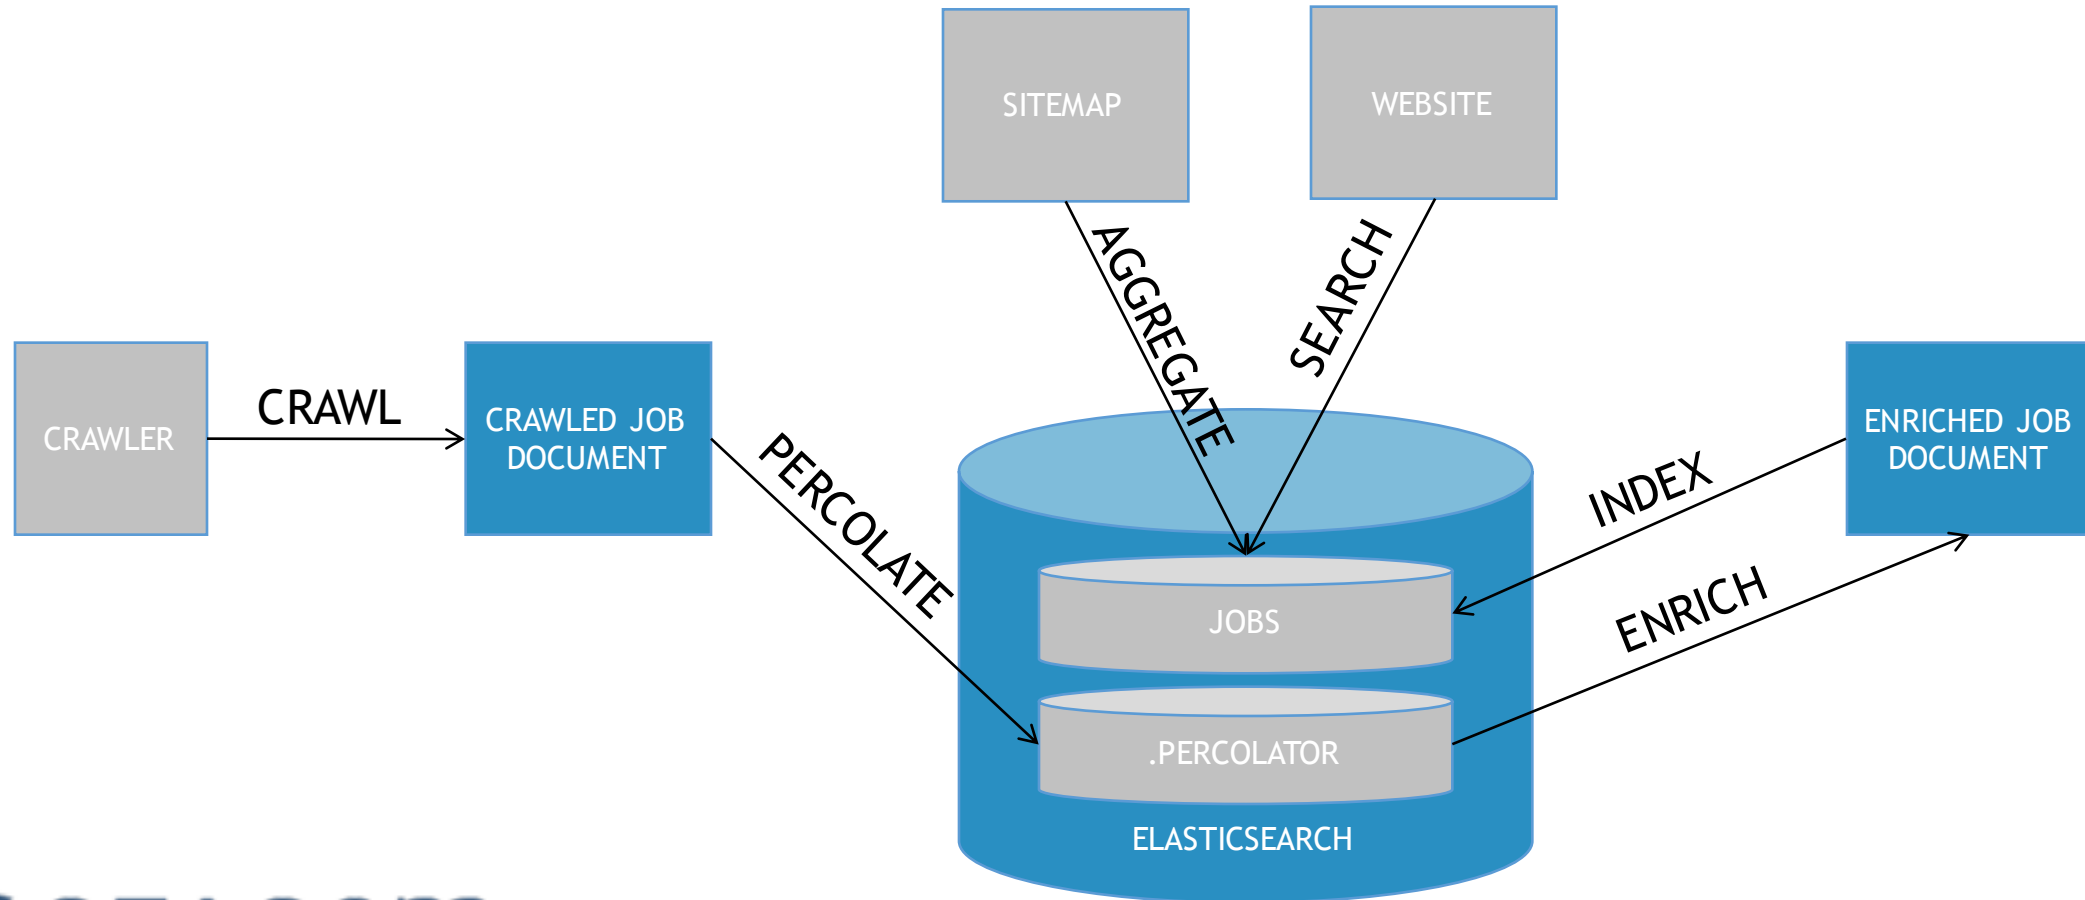 SITEMAP
WEBSITE
AGGREGATE
SEARCH
CRAWLER
CRAWL
CRAWLED JOB
DOCUMENT
PERCOLATE
INDEX
ENRICHED JOB
DOCUMENT
ENRICH
JOBS
.PERCOLATOR
ELASTICSEARCH